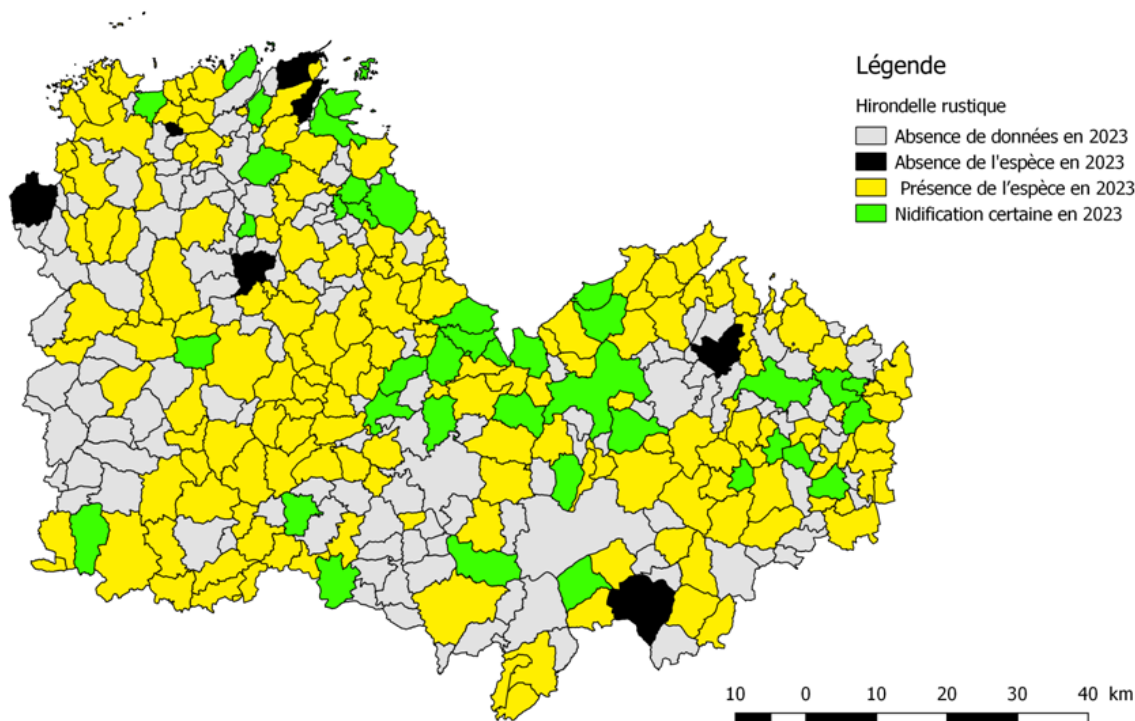 Légende
Hirondelle rustique
Absence de données en 2023
Absence de l'espèce en 2023
Présence de l’espèce en 2023
Nidification certaine en 2023
10 0 10 20 30 40 km